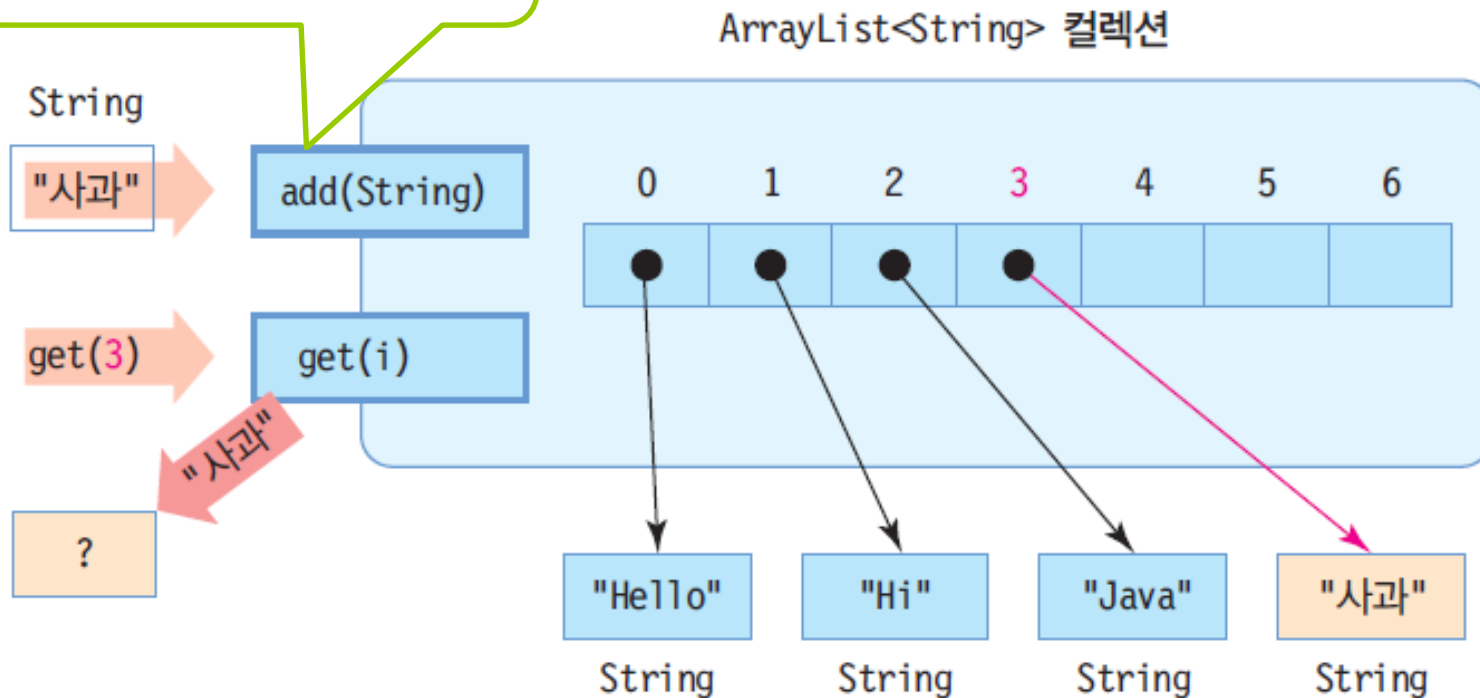 ArrayList<String> 컬렉션
String
"사과"
add(String)
0 1 2 3 4 5 6
get(3)
get(i)
"사과"
?
"Hello" "Hi" "Java" "사과"
String String String String